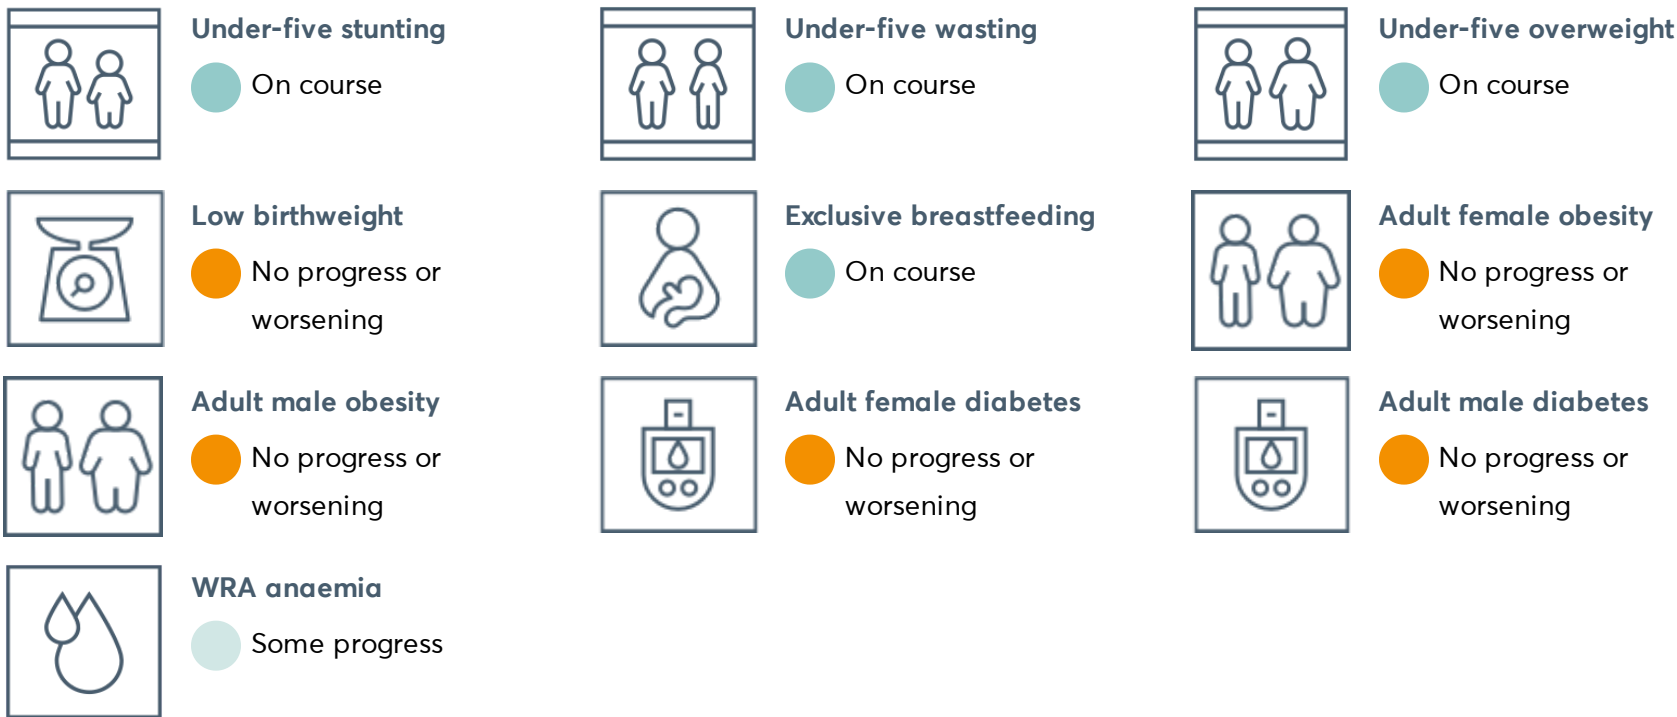 Under-five stunting
On course
Under-five wasting
On course
Under-five overweight
On course
Low birthweight
No progress or
worsening
Exclusive breastfeeding
On course
Adult female obesity
No progress or
worsening
Adult male obesity
No progress or
worsening
Adult female diabetes
No progress or
worsening
Adult male diabetes
No progress or
worsening
WRA anaemia
Some progress